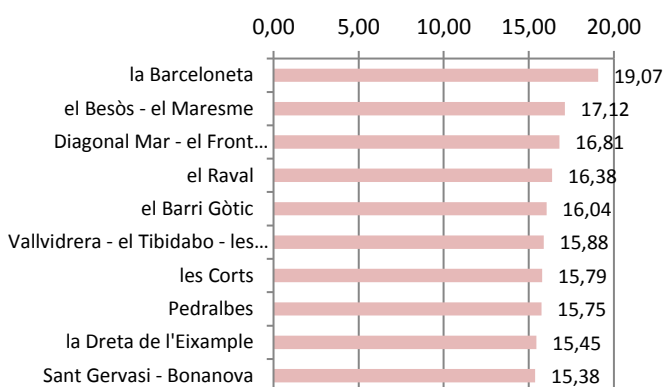 0,00 5,00 10,00 15,00 20,00
la Barceloneta 19,07
el Besòs - el Maresme 17,12
Diagonal Mar - el Front... 16,81
el Raval 16,38
el Barri Gòtic 16,04
Vallvidrera - el Tibidabo - les... 15,88
les Corts 15,79
Pedralbes 15,75
la Dreta de l'Eixample 15,45
Sant Gervasi - Bonanova 15,38